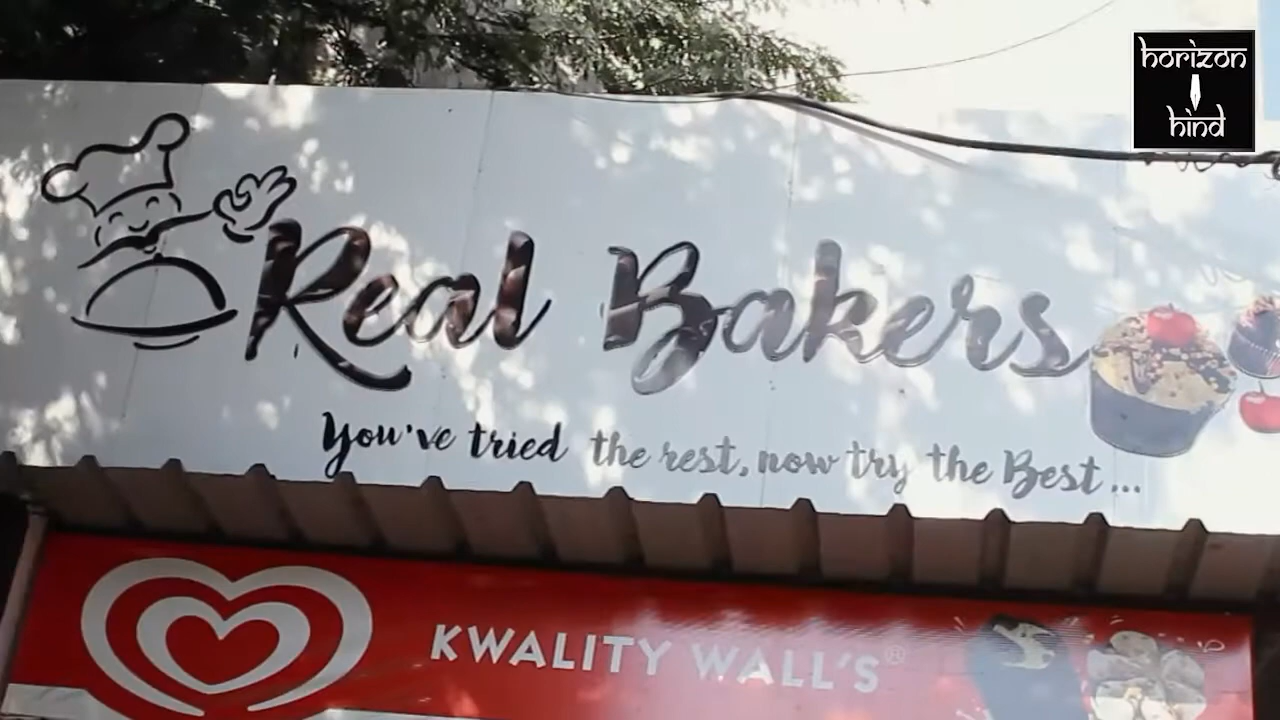 horizon
hind
Real Bakers
You've tried the rest, now try the Best...
KWALITY WALL'S®